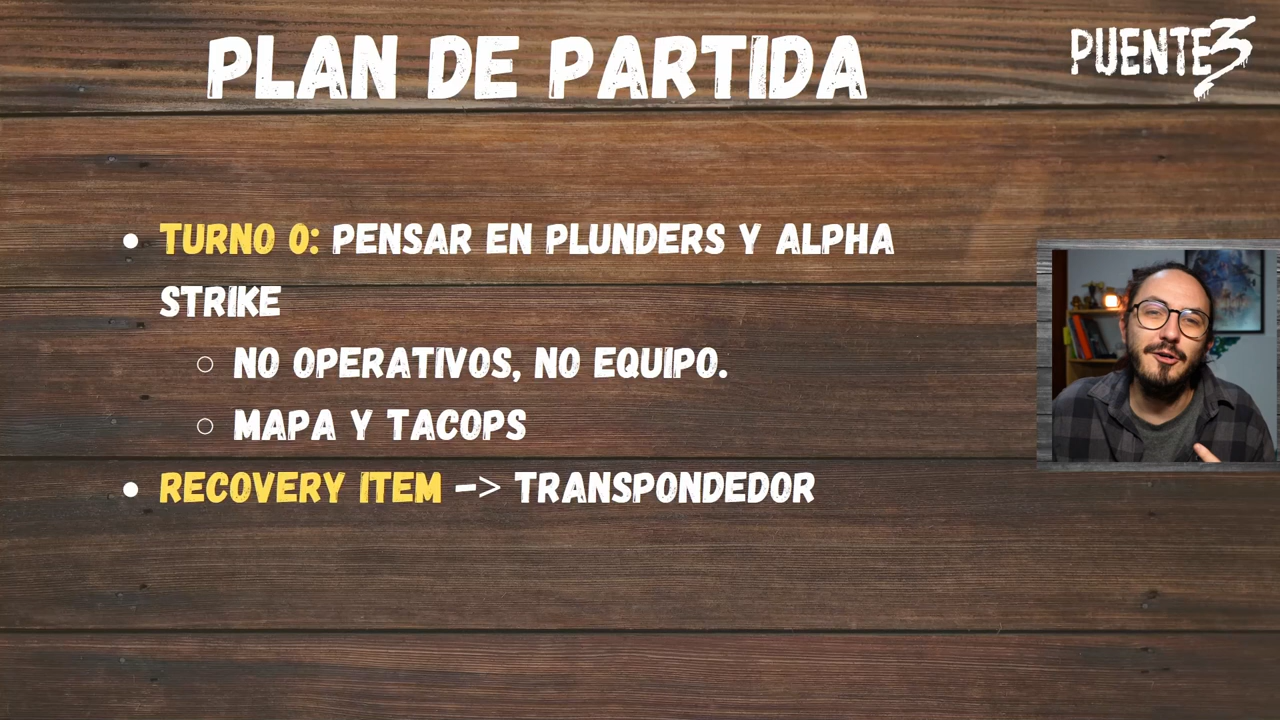 PLAN DE PARTIDA
PUENTE3
• TURNO 0: PENSAR EN PLUNDERS Y ALPHA
STRIKE
○ NO OPERATIVOS, NO EQUIPO.
○ MAPA Y TACOPS
• RECOVERY ITEM -> TRANSPONDEDOR